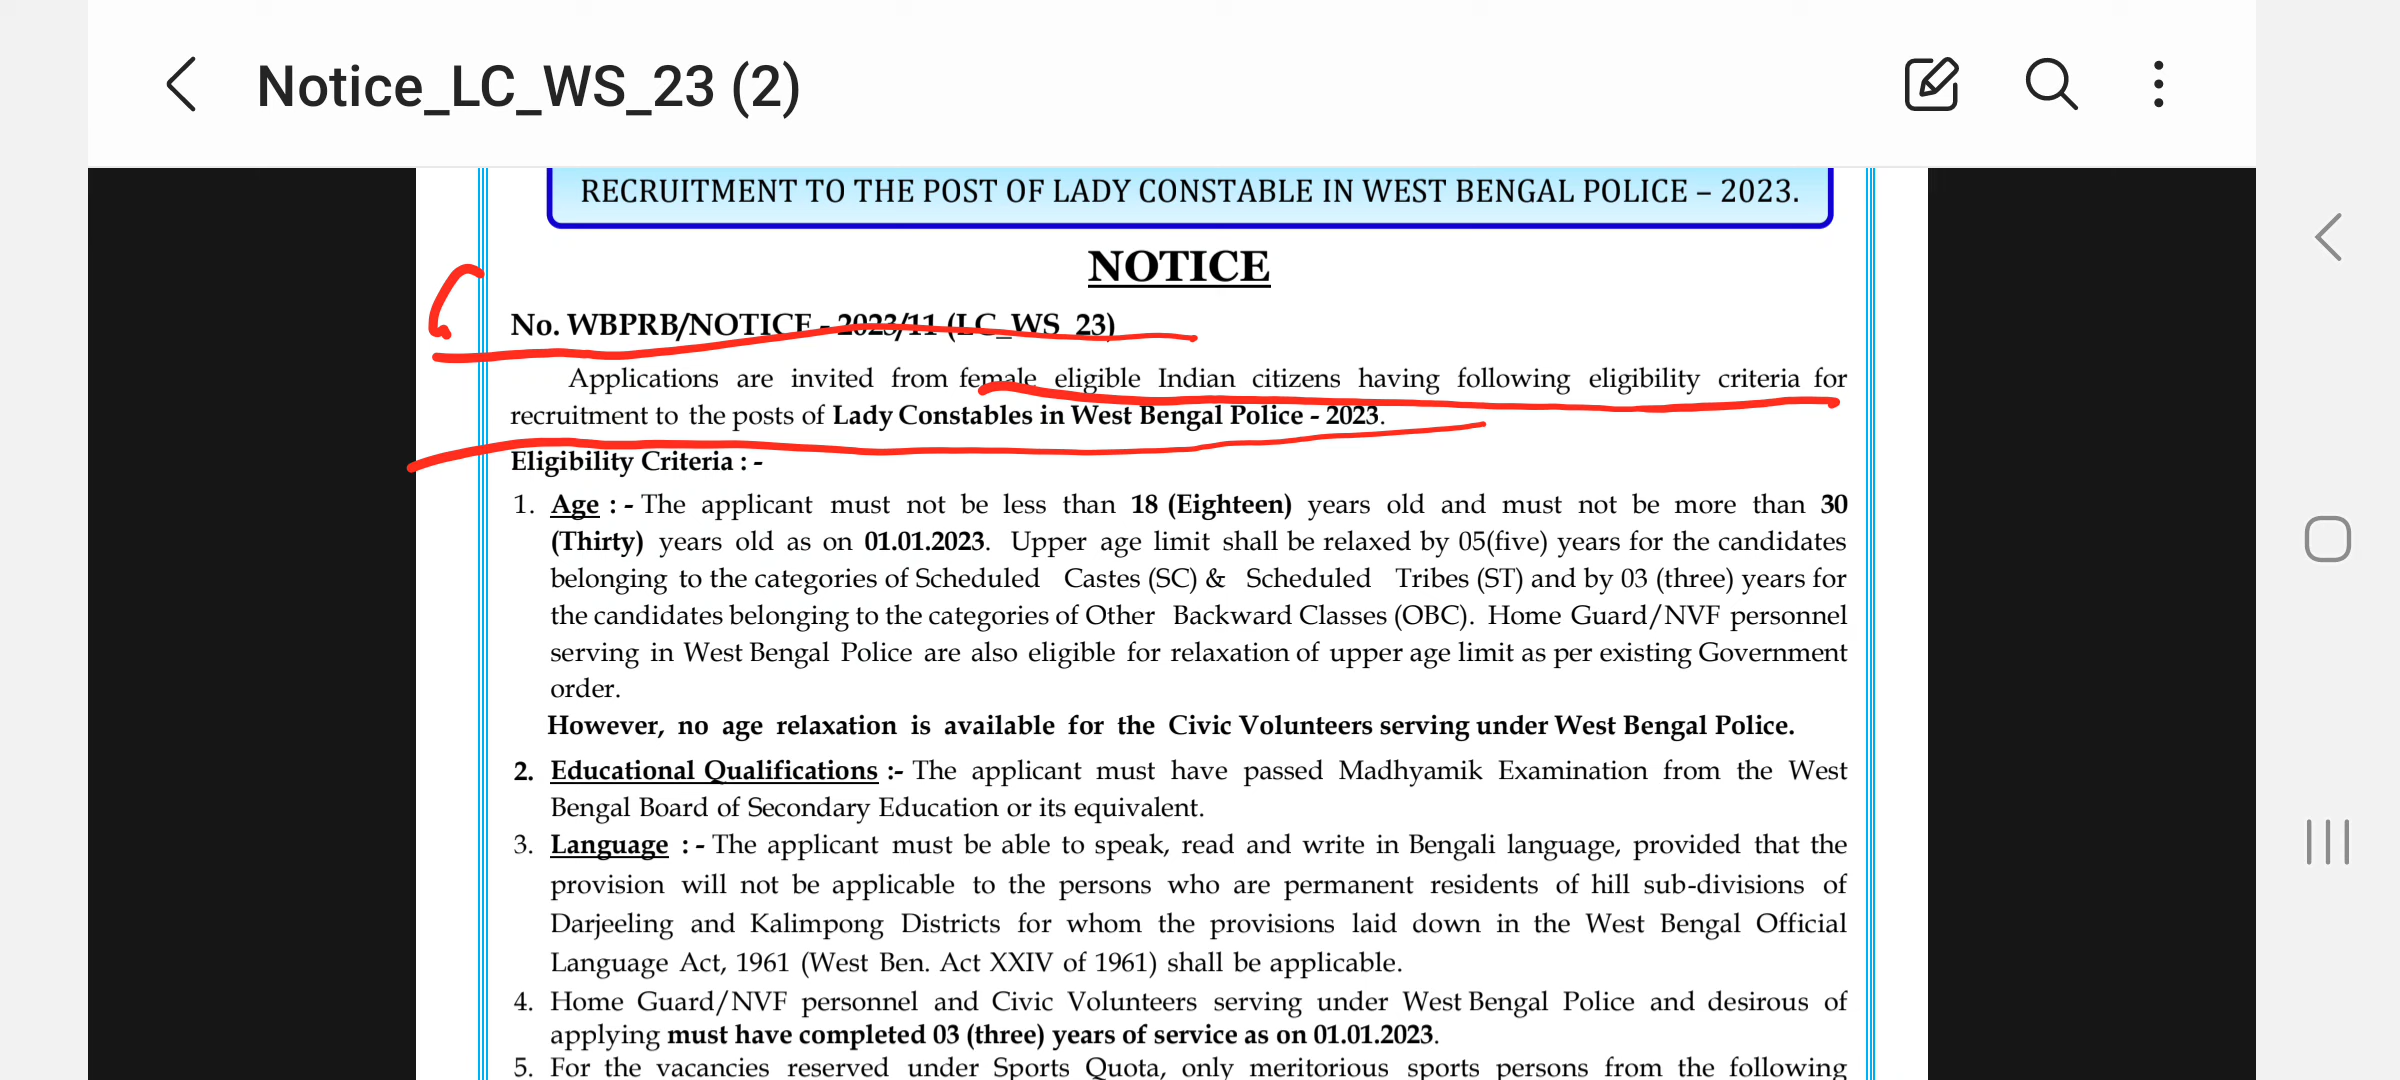 Notice_LC_WS_23 (2)
RECRUITMENT TO THE POST OF LADY CONSTABLE IN WEST BENGAL POLICE – 2023.
NOTICE
No. WBPRB/NOTICE - 2023/11 (LC_WS_23)
Applications are invited from female eligible Indian citizens having following eligibility criteria for
recruitment to the posts of Lady Constables in West Bengal Police - 2023.
Eligibility Criteria : -
1. Age : - The applicant must not be less than 18 (Eighteen) years old and must not be more than 30
(Thirty) years old as on 01.01.2023. Upper age limit shall be relaxed by 05(five) years for the candidates
belonging to the categories of Scheduled Castes (SC) & Scheduled Tribes (ST) and by 03 (three) years for
the candidates belonging to the categories of Other Backward Classes (OBC). Home Guard/NVF personnel
serving in West Bengal Police are also eligible for relaxation of upper age limit as per existing Government
order.
However, no age relaxation is available for the Civic Volunteers serving under West Bengal Police.
2. Educational Qualifications :- The applicant must have passed Madhyamik Examination from the West
Bengal Board of Secondary Education or its equivalent.
3. Language : - The applicant must be able to speak, read and write in Bengali language, provided that the
provision will not be applicable to the persons who are permanent residents of hill sub-divisions of
Darjeeling and Kalimpong Districts for whom the provisions laid down in the West Bengal Official
Language Act, 1961 (West Ben. Act XXIV of 1961) shall be applicable.
4. Home Guard/NVF personnel and Civic Volunteers serving under West Bengal Police and desirous of
applying must have completed 03 (three) years of service as on 01.01.2023.
5. For the vacancies reserved under Sports Quota, only meritorious sports persons from the following